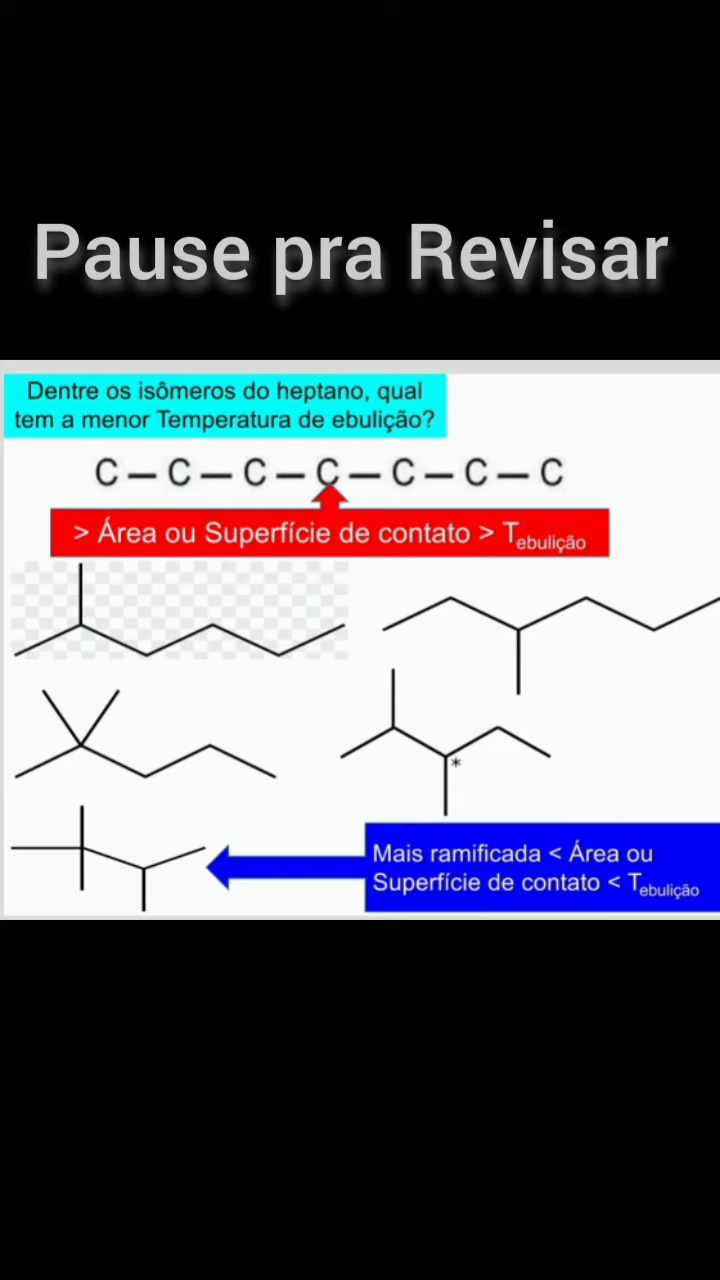 Pause pra Revisar
Dentre os isômeros do heptano, qual
tem a menor Temperatura de ebulição?
C – C – C – C – C – C – C
> Área ou Superfície de contato > Tebulição
*
Mais ramificada < Área ou
Superfície de contato < Tebulição